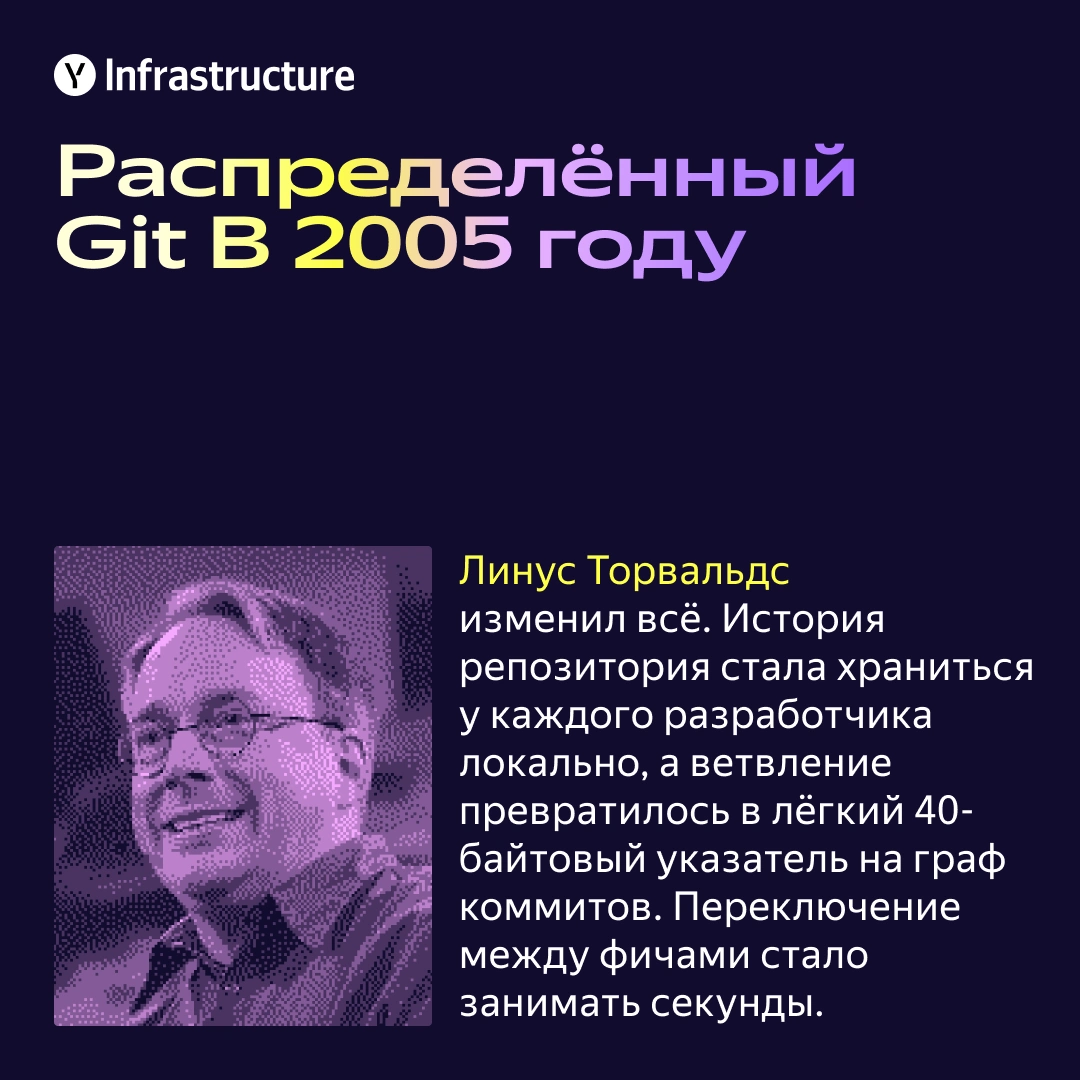 Infrastructure
Распределённый
Git В 2005 году
Линус Торвальдс
изменил всё. История
репозитория стала храниться
у каждого разработчика
локально, а ветвление
превратилось в лёгкий 40-
байтовый указатель на граф
коммитов. Переключение
между фичами стало
занимать секунды.